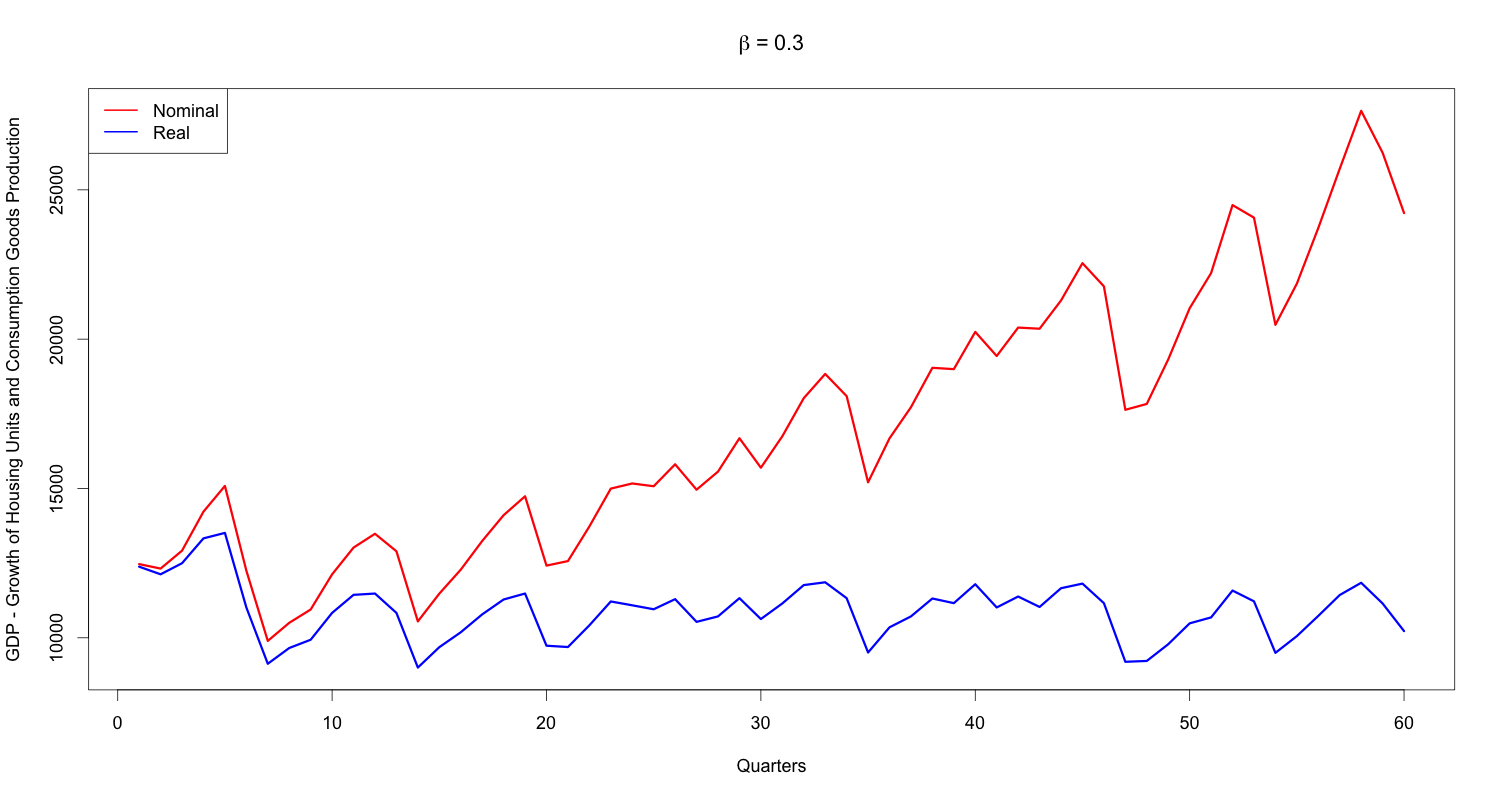 β = 0.3
Nominal
Real
GDP - Growth of Housing Units and Consumption Goods Production
25000
20000
15000
10000
0 10 20 30 40 50 60
Quarters